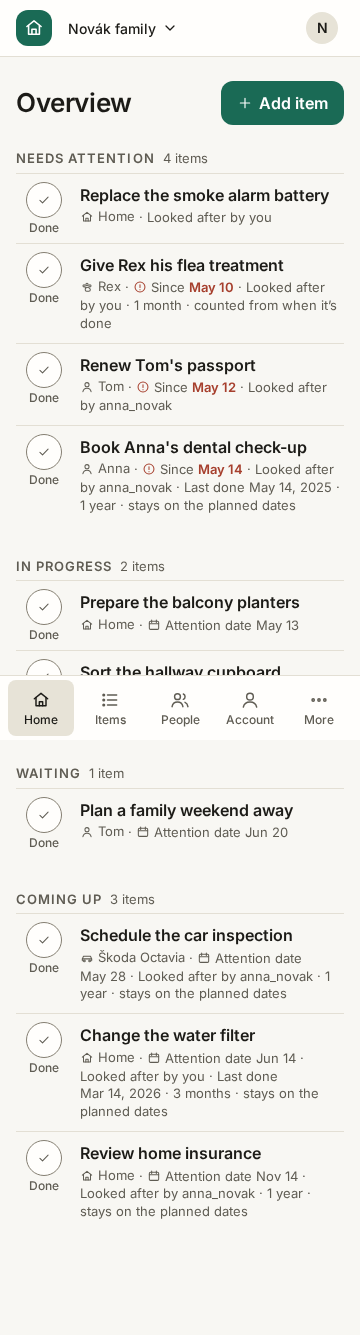 Novák family
N
Overview
Add item
NEEDS ATTENTION 4 items
Replace the smoke alarm battery
Home · Looked after by you
Done
Give Rex his flea treatment
Rex · Since May 10 · Looked after
by you · 1 month · counted from when it's
done
Done
Renew Tom's passport
Tom · Since May 12 · Looked after
by anna_novak
Done
Book Anna's dental check-up
Anna · Since May 14 · Looked after
by anna_novak · Last done May 14, 2025 ·
1 year · stays on the planned dates
Done
IN PROGRESS 2 items
Prepare the balcony planters
Home · Attention date May 13
Done
Sort the hallway cupboard
Home
Items
People
Account
More
WAITING 1 item
Plan a family weekend away
Tom · Attention date Jun 20
Done
COMING UP 3 items
Schedule the car inspection
Škoda Octavia · Attention date
May 28 · Looked after by anna_novak · 1
year · stays on the planned dates
Done
Change the water filter
Home · Attention date Jun 14 ·
Looked after by you · Last done
Mar 14, 2026 · 3 months · stays on the
planned dates
Done
Review home insurance
Home · Attention date Nov 14 ·
Looked after by anna_novak · 1 year ·
stays on the planned dates
Done